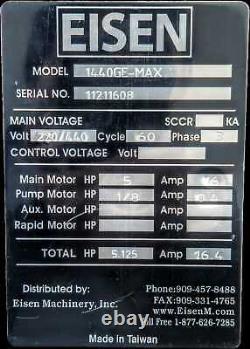 EISEN
MODEL 1440GE-MAX
SERIAL NO. 11211608
MAIN VOLTAGE SCCR KA
Volt 220/440 Cycle 60 Phase 3
CONTROL VOLTAGE Volt
Main Motor HP 5 Amp 16
Pump Motor HP 1/8 Amp 0.4
Aux. Motor HP Amp
Rapid Motor HP Amp
TOTAL HP 5.125 Amp 16.4
Distributed by:
Eisen Machinery, Inc.
Phone:909-457-8488
FAX:909-331-4765
www.EisenM.com
Toll Free 1-877-626-7285
Made in Taiwan